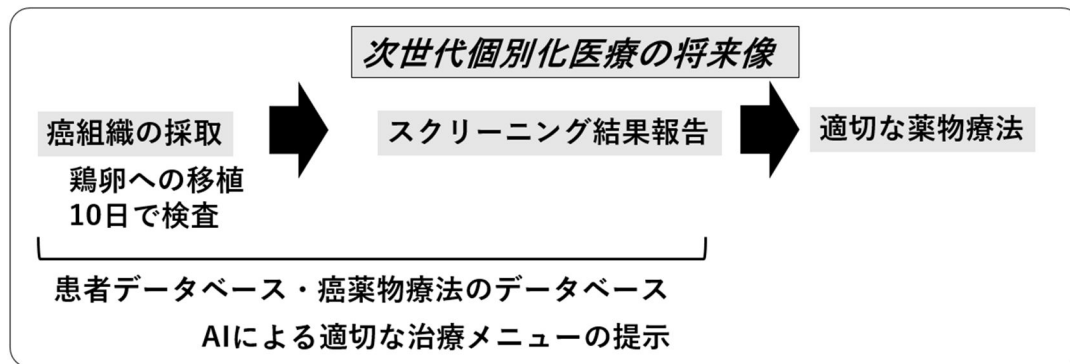 次世代個別化医療の将来像
癌組織の採取
スクリーニング結果報告
適切な薬物療法
鶏卵への移植
10日で検査
患者データベース・癌薬物療法のデータベース
AIによる適切な治療メニューの提示